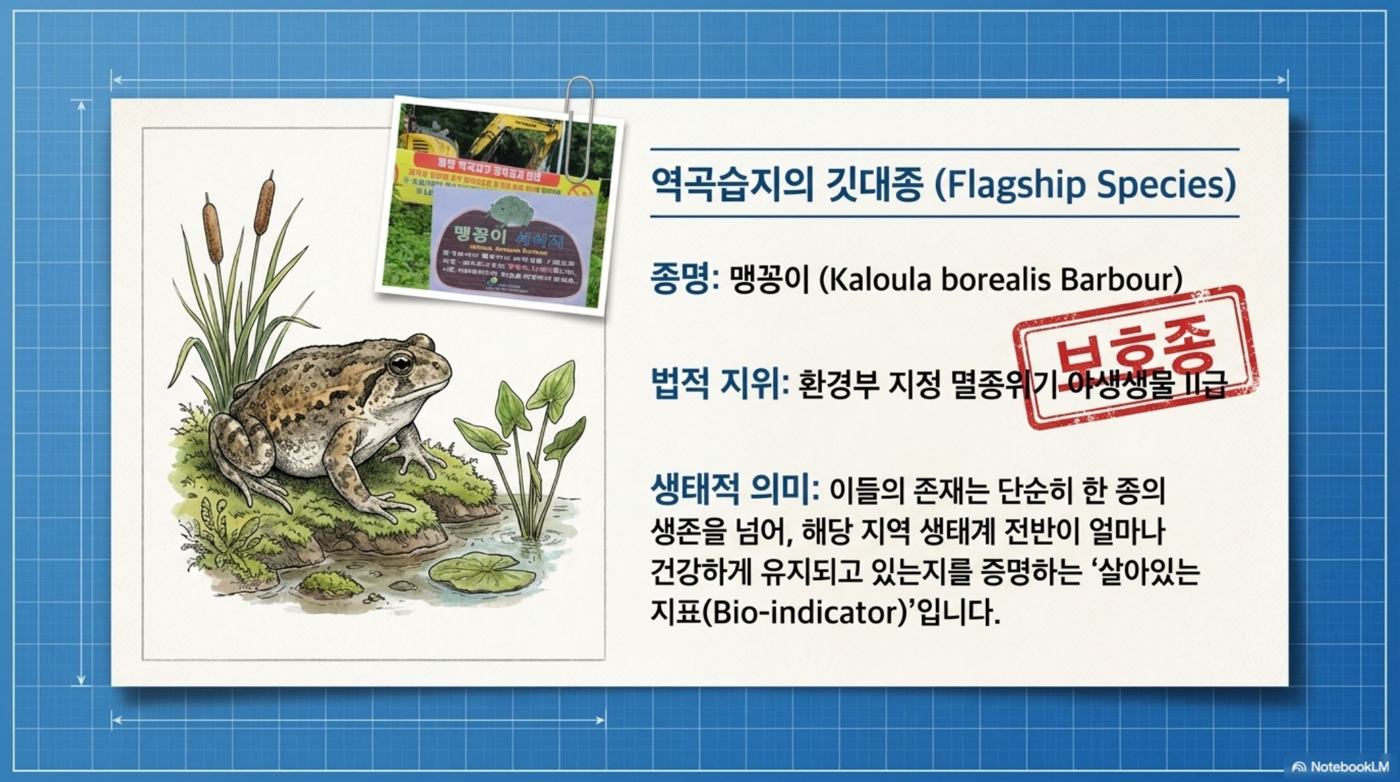 맹꽁이 서식지
역곡습지의 깃대종 (Flagship Species)
종명: 맹꽁이 (Kaloula borealis Barbour)
보호종
법적 지위: 환경부 지정 멸종위기 야생생물 II급
생태적 의미: 이들의 존재는 단순히 한 종의
생존을 넘어, 해당 지역 생태계 전반이 얼마나
건강하게 유지되고 있는지를 증명하는 ‘살아있는
지표(Bio-indicator)’입니다.
NotebookLM